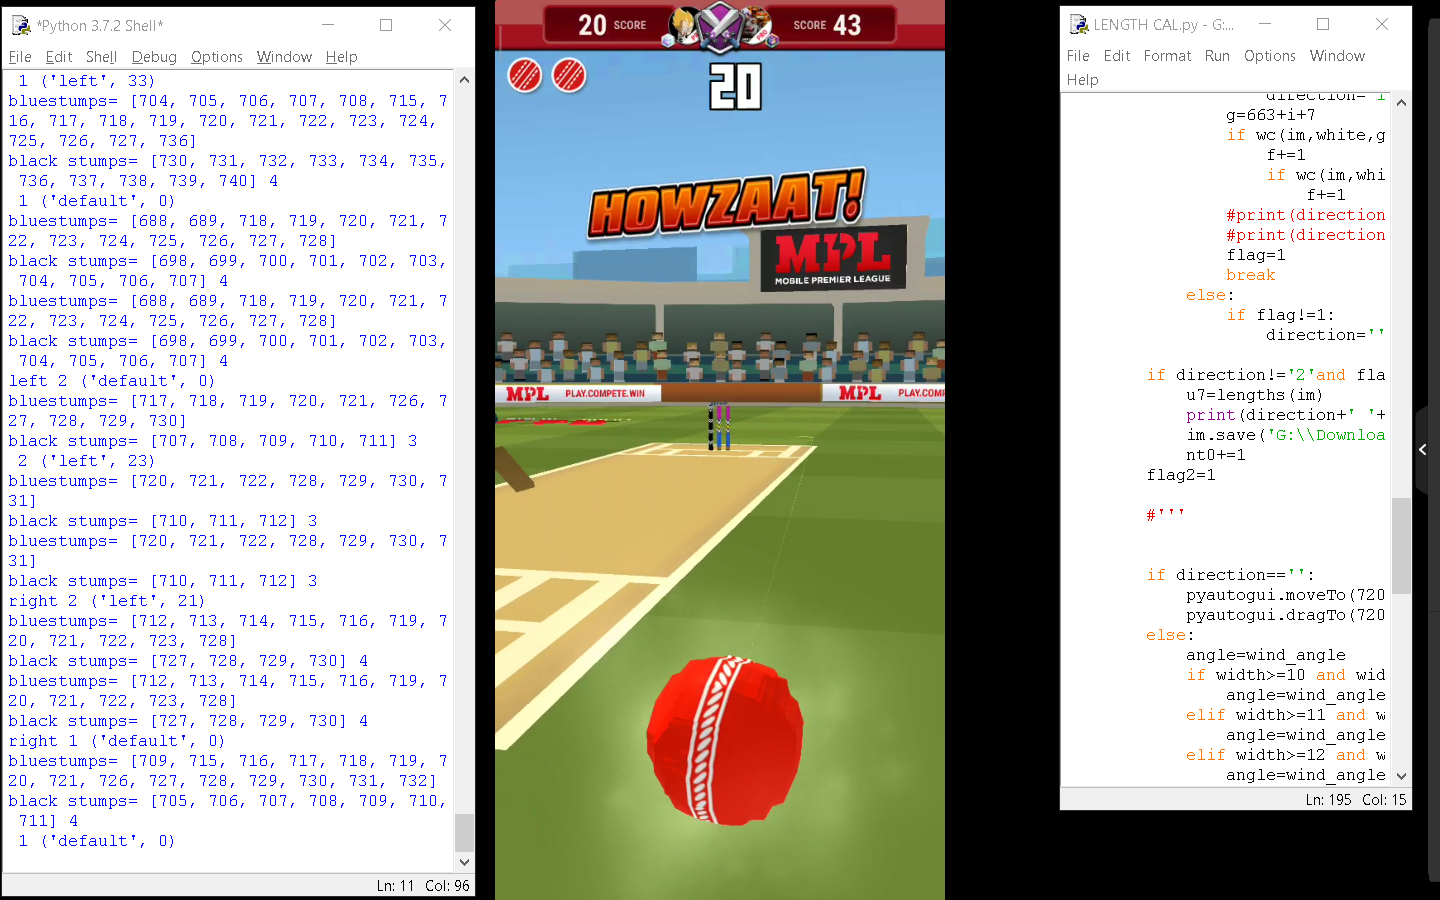 *Python 3.7.2 Shell*
File Edit Shell Debug Options Window Help
1 ('left', 33)
bluestumps= [704, 705, 706, 707, 708, 715, 7
16, 717, 718, 719, 720, 721, 722, 723, 724,
725, 726, 727, 736]
black stumps= [730, 731, 732, 733, 734, 735,
736, 737, 738, 739, 740] 4
1 ('default', 0)
bluestumps= [688, 689, 718, 719, 720, 721, 7
22, 723, 724, 725, 726, 727, 728]
black stumps= [698, 699, 700, 701, 702, 703,
704, 705, 706, 707] 4
bluestumps= [688, 689, 718, 719, 720, 721, 7
22, 723, 724, 725, 726, 727, 728]
black stumps= [698, 699, 700, 701, 702, 703,
704, 705, 706, 707] 4
left 2 ('default', 0)
bluestumps= [717, 718, 719, 720, 721, 726, 7
27, 728, 729, 730]
black stumps= [707, 708, 709, 710, 711] 3
2 ('left', 23)
bluestumps= [720, 721, 722, 728, 729, 730, 7
31]
black stumps= [710, 711, 712] 3
bluestumps= [720, 721, 722, 728, 729, 730, 7
31]
black stumps= [710, 711, 712] 3
right 2 ('left', 21)
bluestumps= [712, 713, 714, 715, 716, 719, 7
20, 721, 722, 723, 728]
black stumps= [727, 728, 729, 730] 4
bluestumps= [712, 713, 714, 715, 716, 719, 7
20, 721, 722, 723, 728]
black stumps= [727, 728, 729, 730] 4
right 1 ('default', 0)
bluestumps= [709, 715, 716, 717, 718, 719, 7
20, 721, 726, 727, 728, 729, 730, 731, 732]
black stumps= [705, 706, 707, 708, 709, 710,
711] 4
1 ('default', 0)
Ln: 11 Col: 96
20 SCORE
SCORE 43
PRO
20
HOWZAAT!
MPL
MOBILE PREMIER LEAGUE
MPL PLAY.COMPETE.WIN
MPL PLAY.COM
LENGTH CAL.py - G:...
File Edit Format Run Options Window
Help
direction='l
g=663+i+7
if wc(im,white,g
f+=1
if wc(im,whi
f+=1
#print(direction
#print(direction
flag=1
break
else:
if flag!=1:
direction=''
if direction!='2'and fla
u7=lengths(im)
print(direction+' '+
im.save('G:\\Downloa
nt0+=1
flag2=1
#'''
if direction=='':
pyautogui.moveTo(720
pyautogui.dragTo(720
else:
angle=wind_angle
if width>=10 and wid
angle=wind_angle
elif width>=11 and w
angle=wind_angle
elif width>=12 and w
angle=wind_angle
Ln: 195 Col: 15